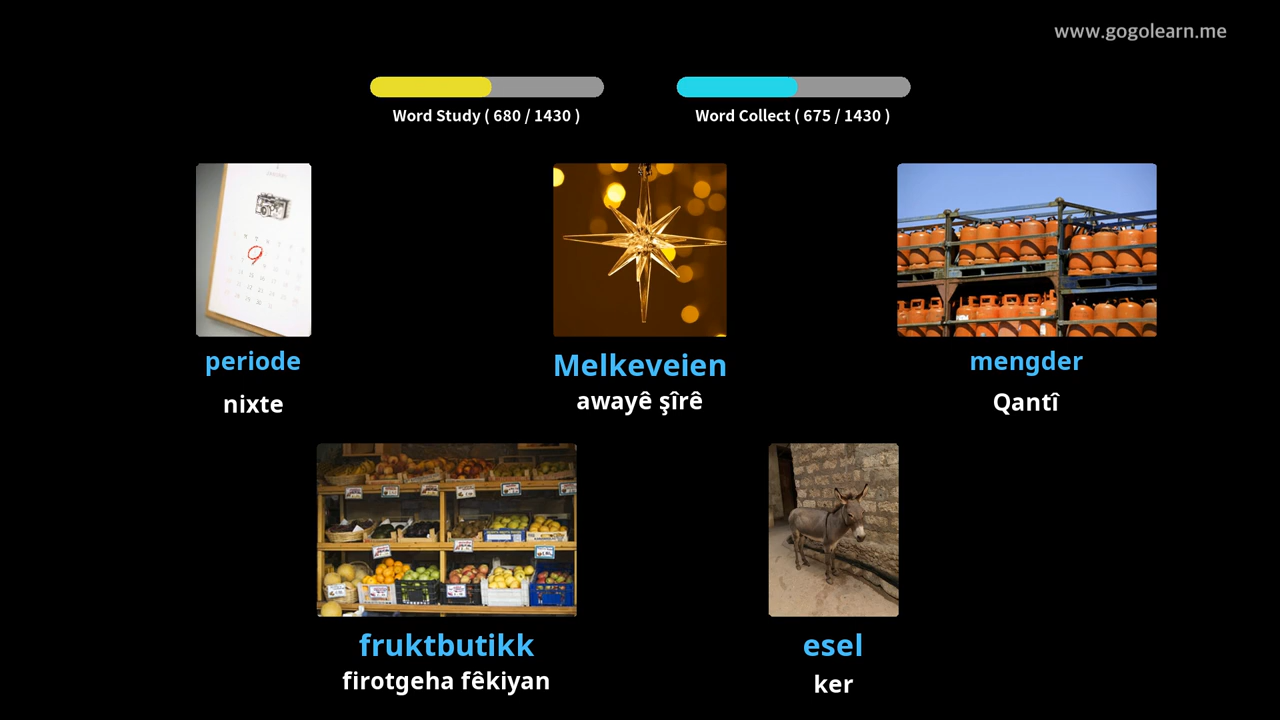 www.gogolearn.me
Word Study ( 680 / 1430 )
Word Collect ( 675 / 1430 )
periode
nixte
Melkeveien
awayê şîrê
mengder
Qantî
fruktbutikk
firotgeha fêkiyan
esel
ker